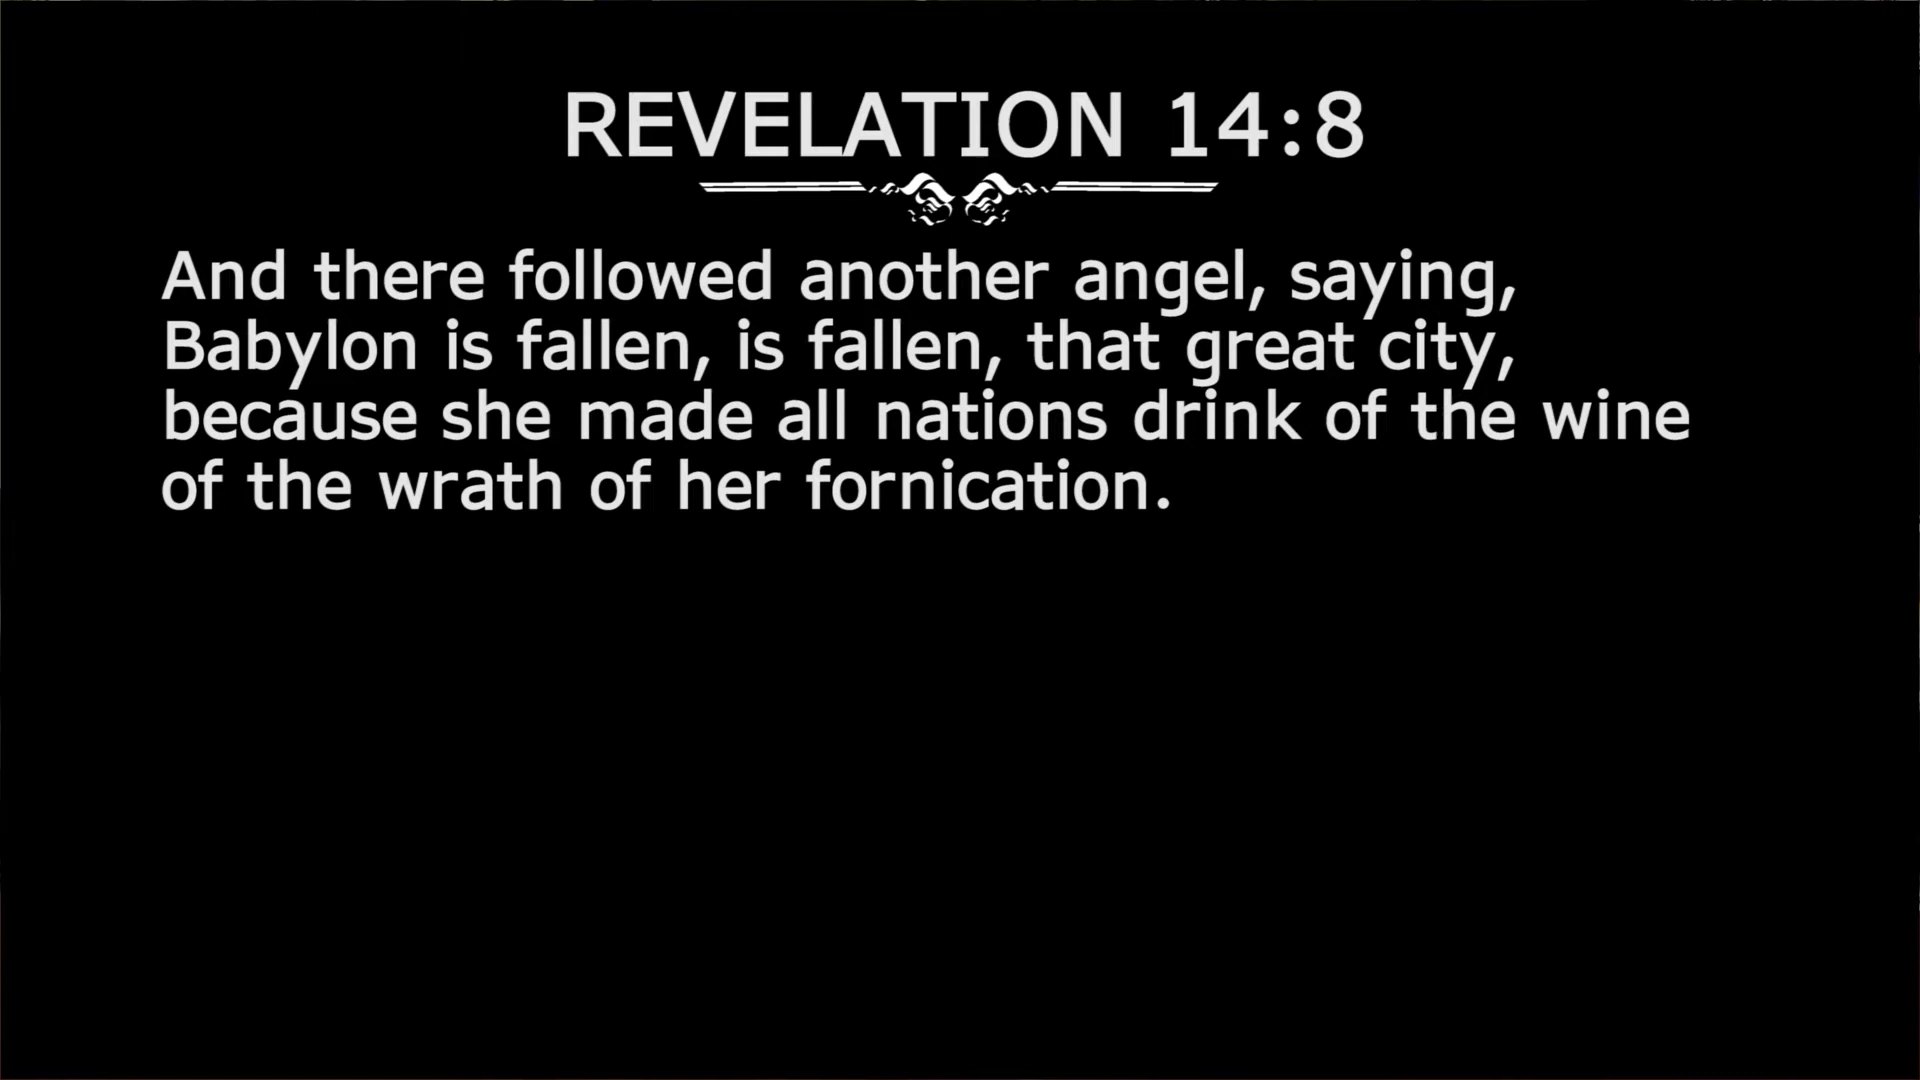 REVELATION 14:8
And there followed another angel, saying,
Babylon is fallen, is fallen, that great city,
because she made all nations drink of the wine
of the wrath of her fornication.